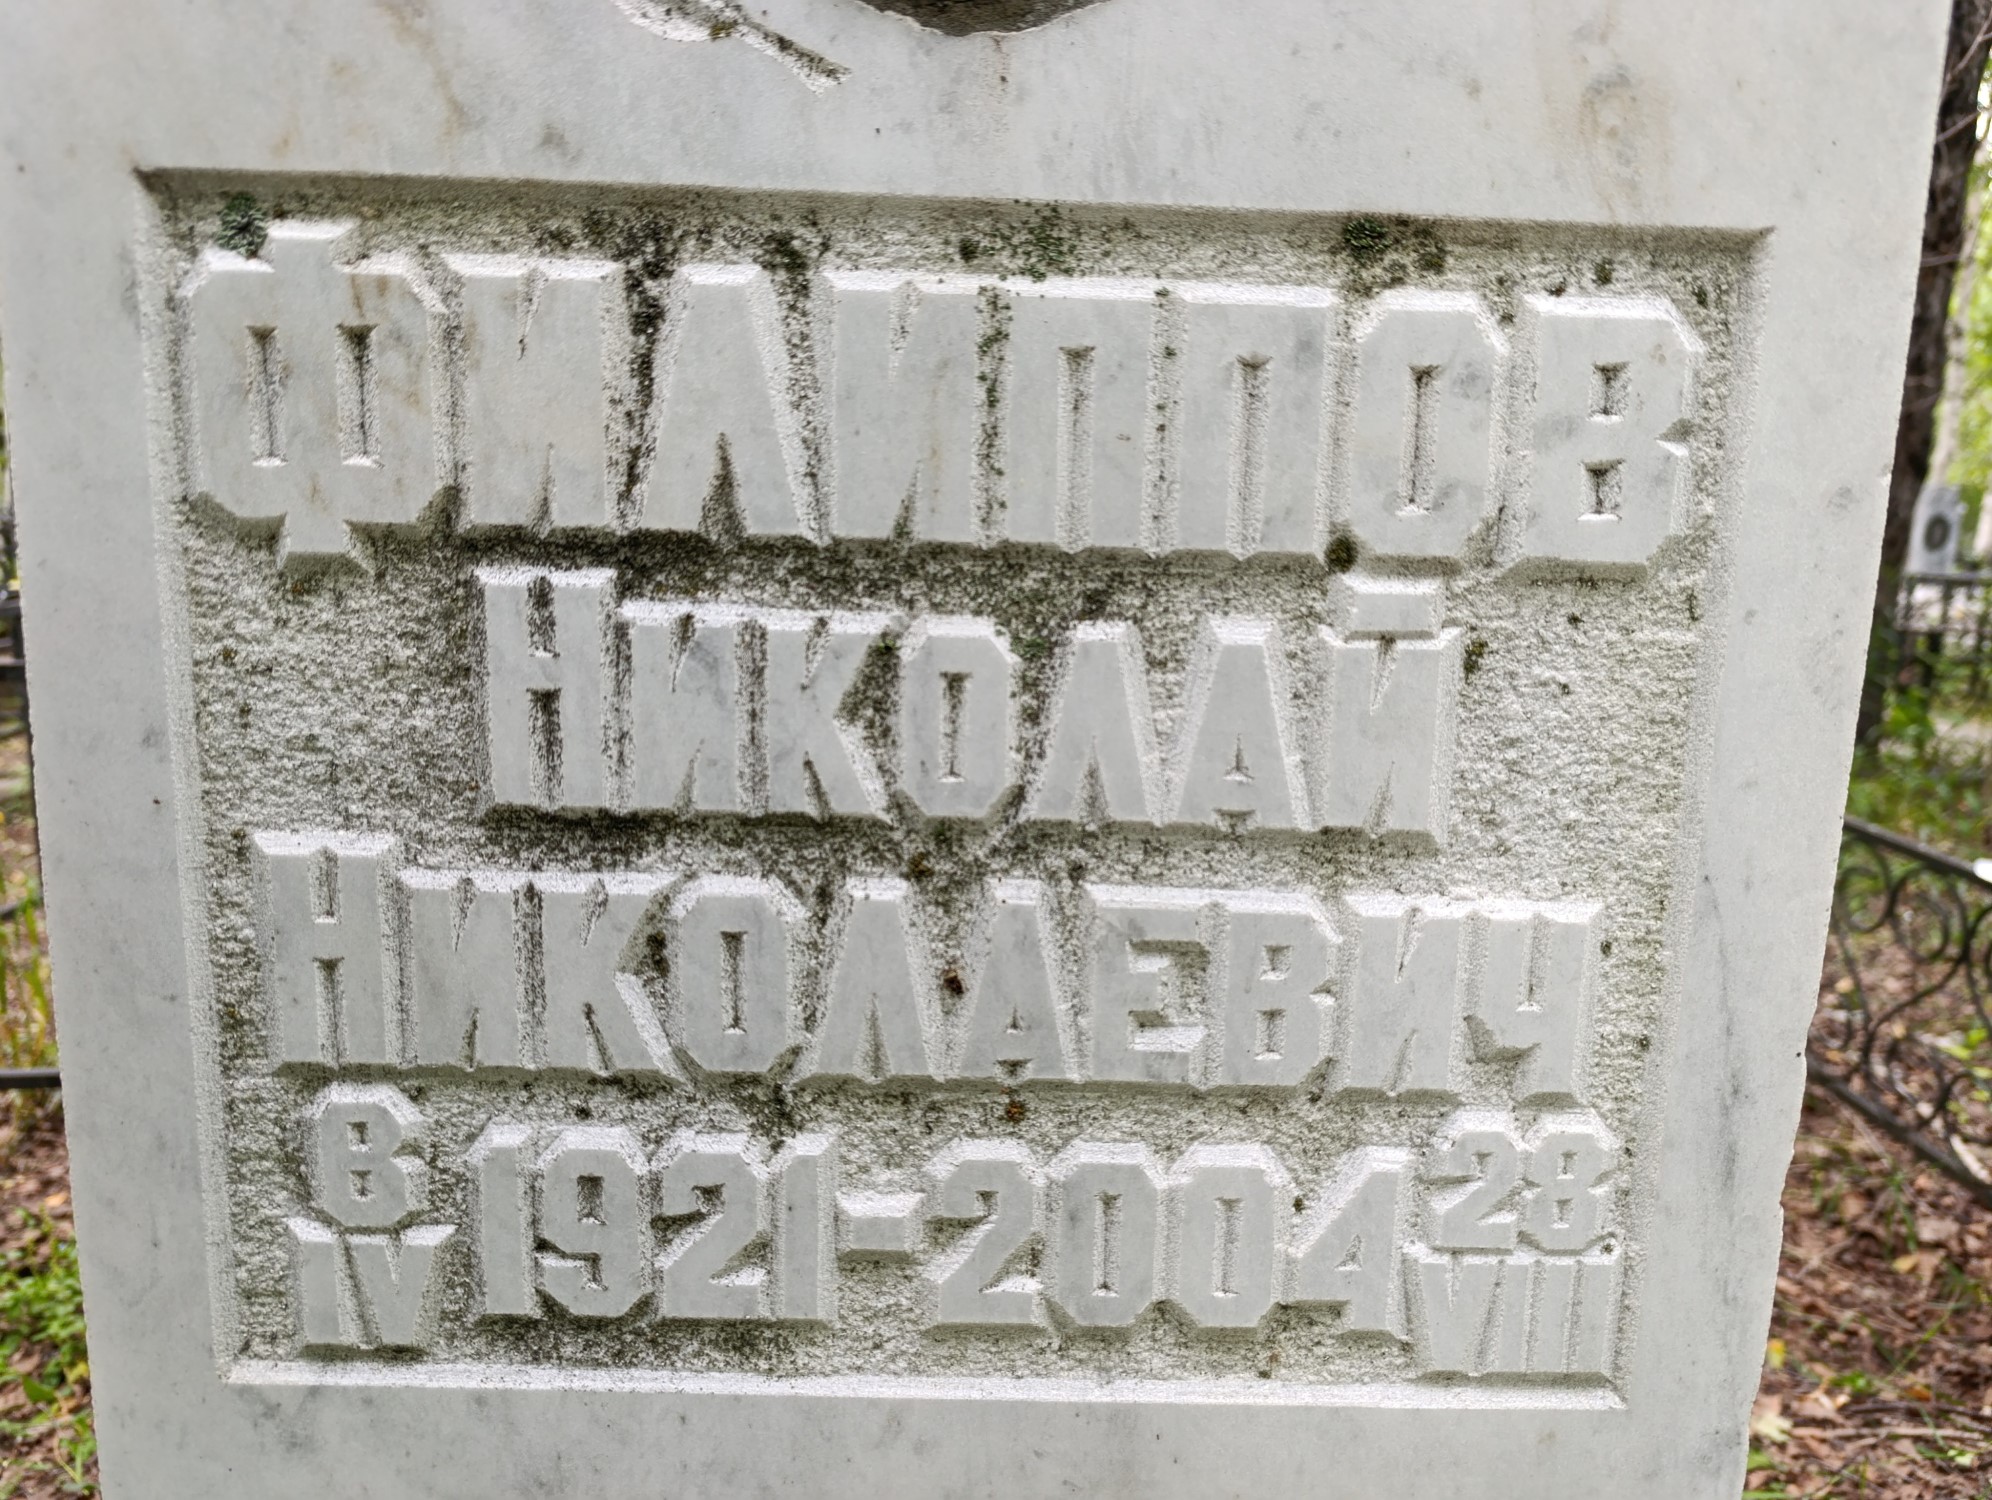 ФИЛИППОВ
НИКОЛАЙ
НИКОЛАЕВИЧ
8 IV 1921-2004 28 VIII